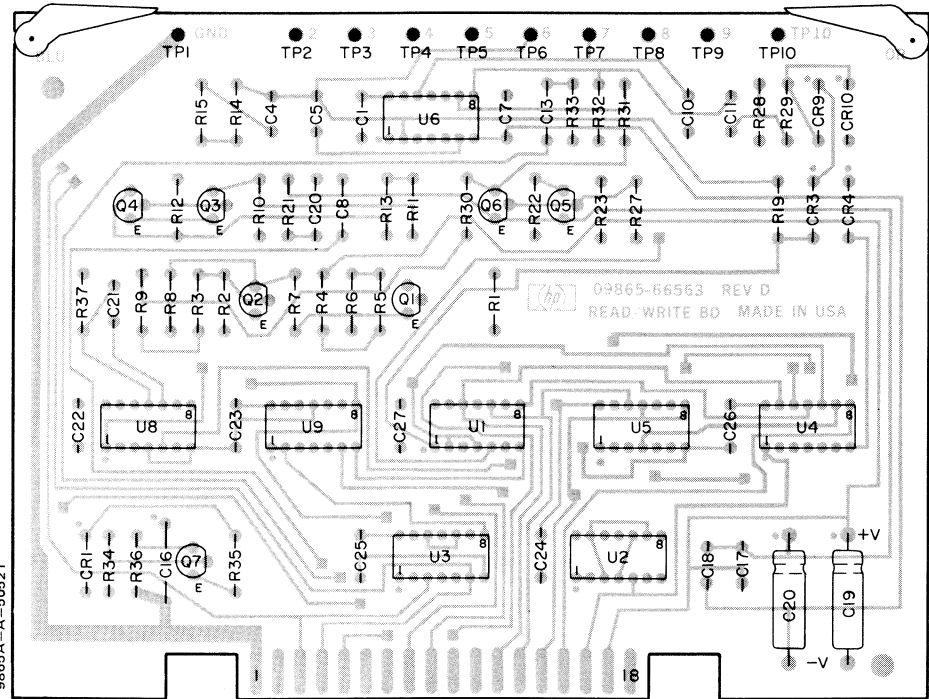 GND 2 3 4 5 6 7 8 9 TP10
TP1 TP2 TP3 TP4 TP5 TP6 TP7 TP8 TP9 TP10
R15 R14 C4 C5 C1 8 1 U6 C7 C13 R33 R32 R31 C10 C11 R28 R29 CR9 CR10
Q4 E R12 Q3 E R10 R21 C20 C8 R13 R11 R30 Q6 E R22 Q5 E R23 R27 R19 CR3 CR4
R37 C21 R9 R8 R3 R2 Q2 E R7 R4 R6 R5 Q1 E R1
hp 09865-66563 REV D
READ/WRITE BD MADE IN USA
C22 1 U8 8 C23 1 U9 8 C27 1 U1 8 U5 1 8 C26 1 U4 8
CR1 R34 R36 C16 Q7 E R35 C25 1 U3 8 C24 1 U2 8 C18 C17 C20 C19 +V
-V
1 18